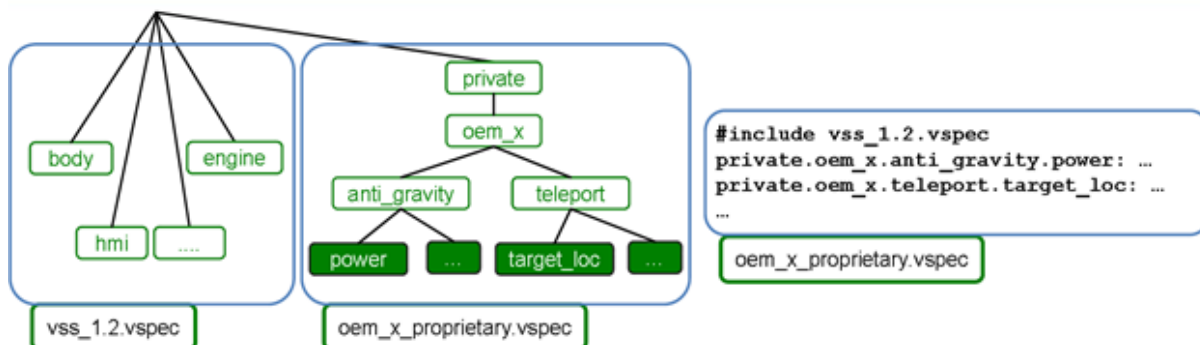 body
engine
hmi
....
vss_1.2.vspec
private
oem_x
anti_gravity
teleport
power
...
target_loc
...
oem_x_proprietary.vspec
#include vss_1.2.vspec
private.oem_x.anti_gravity.power: …
private.oem_x.teleport.target_loc: …
…
oem_x_proprietary.vspec